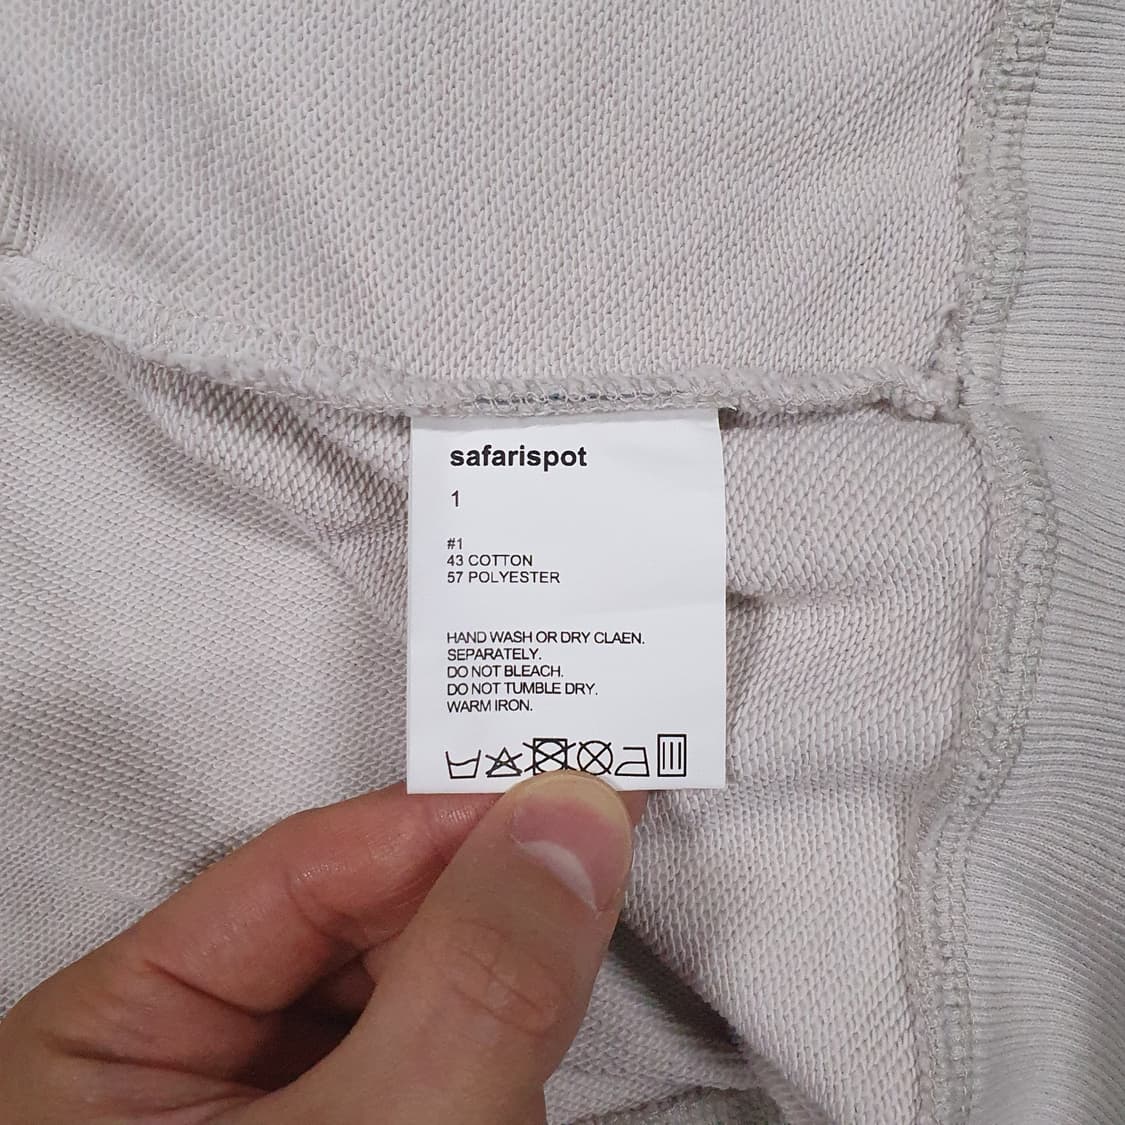 safarispot
1
#1
43 COTTON
57 POLYESTER
HAND WASH OR DRY CLAEN.
SEPARATELY.
DO NOT BLEACH.
DO NOT TUMBLE DRY.
WARM IRON.